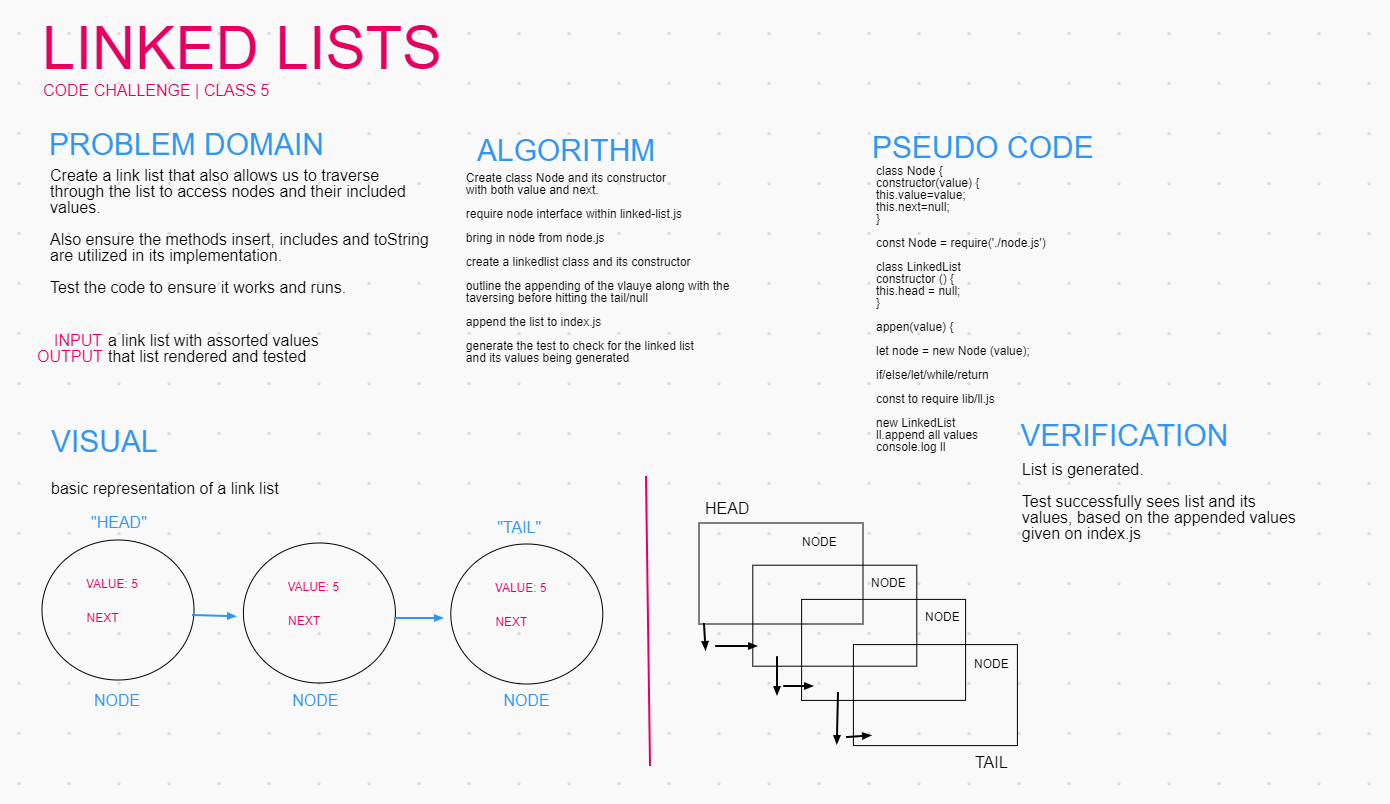 LINKED LISTS
CODE CHALLENGE | CLASS 5
PROBLEM DOMAIN
Create a link list that also allows us to traverse
through the list to access nodes and their included
values.
Also ensure the methods insert, includes and toString
are utilized in its implementation.
Test the code to ensure it works and runs.
INPUT a link list with assorted values
OUTPUT that list rendered and tested
ALGORITHM
Create class Node and its constructor
with both value and next.
require node interface within linked-list.js
bring in node from node.js
create a linkedlist class and its constructor
outline the appending of the vlauye along with the
taversing before hitting the tail/null
append the list to index.js
generate the test to check for the linked list
and its values being generated
PSEUDO CODE
class Node {
constructor(value) {
this.value=value;
this.next=null;
}
const Node = require('./node.js')
class LinkedList
constructor () {
this.head = null;
}
appen(value) {
let node = new Node (value);
if/else/let/while/return
const to require lib/ll.js
new LinkedList
ll.append all values
console.log ll
VERIFICATION
List is generated.
Test successfully sees list and its
values, based on the appended values
given on index.js
VISUAL
basic representation of a link list
"HEAD"
VALUE: 5
NEXT
NODE
VALUE: 5
NEXT
NODE
"TAIL"
VALUE: 5
NEXT
NODE
HEAD
NODE
NODE
NODE
NODE
TAIL